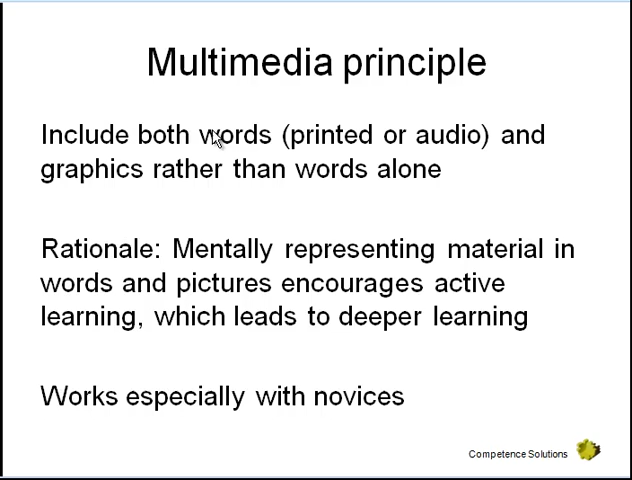 Multimedia principle
Include both words (printed or audio) and
graphics rather than words alone
Rationale: Mentally representing material in
words and pictures encourages active
learning, which leads to deeper learning
Works especially with novices
Competence Solutions